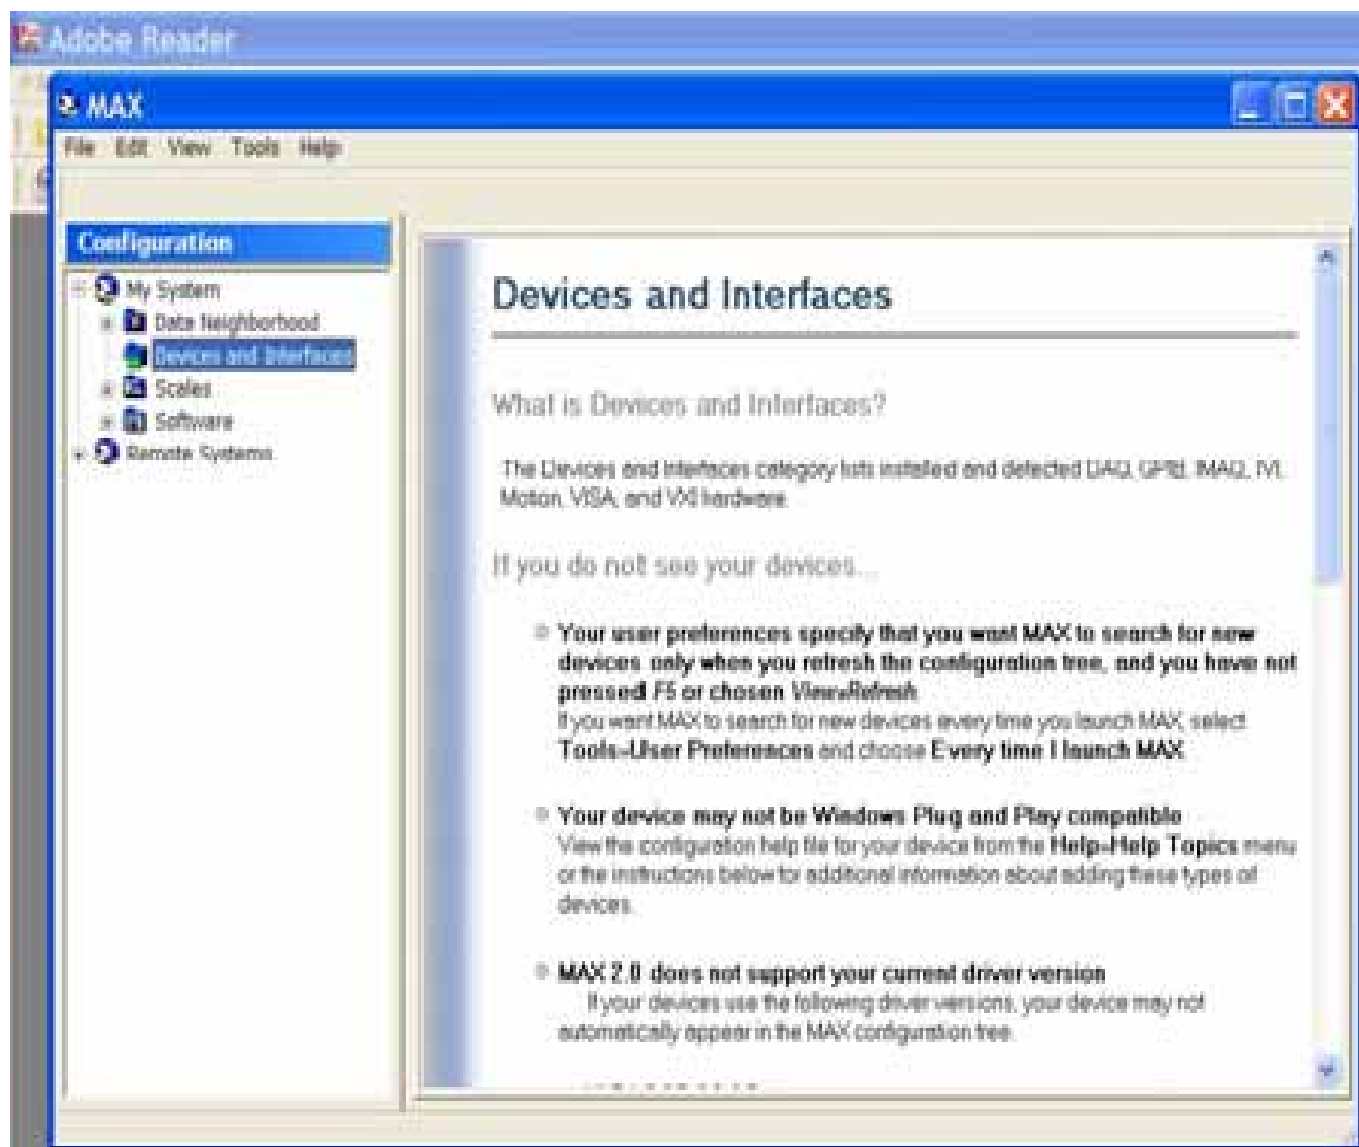 Adobe Reader
MAX
File Edit View Tools Help
Configuration
My System
Data Neighborhood
Devices and Interfaces
Scales
Software
Remote Systems
Devices and Interfaces
What is Devices and Interfaces?
The Devices and Interfaces category lists installed and detected DAQ, GPIB, IMAQ, IVI,
Motion, VISA, and VXI hardware.
If you do not see your devices...
Your user preferences specify that you want MAX to search for new
devices only when you refresh the configuration tree, and you have not
pressed F5 or chosen View»Refresh.
If you want MAX to search for new devices every time you launch MAX, select
Tools»User Preferences and choose Every time I launch MAX.
Your device may not be Windows Plug and Play compatible
View the configuration help file for your device from the Help»Help Topics menu
or the instructions below for additional information about adding these types of
devices.
MAX 2.0 does not support your current driver version
If your devices use the following driver versions, your device may not
automatically appear in the MAX configuration tree.